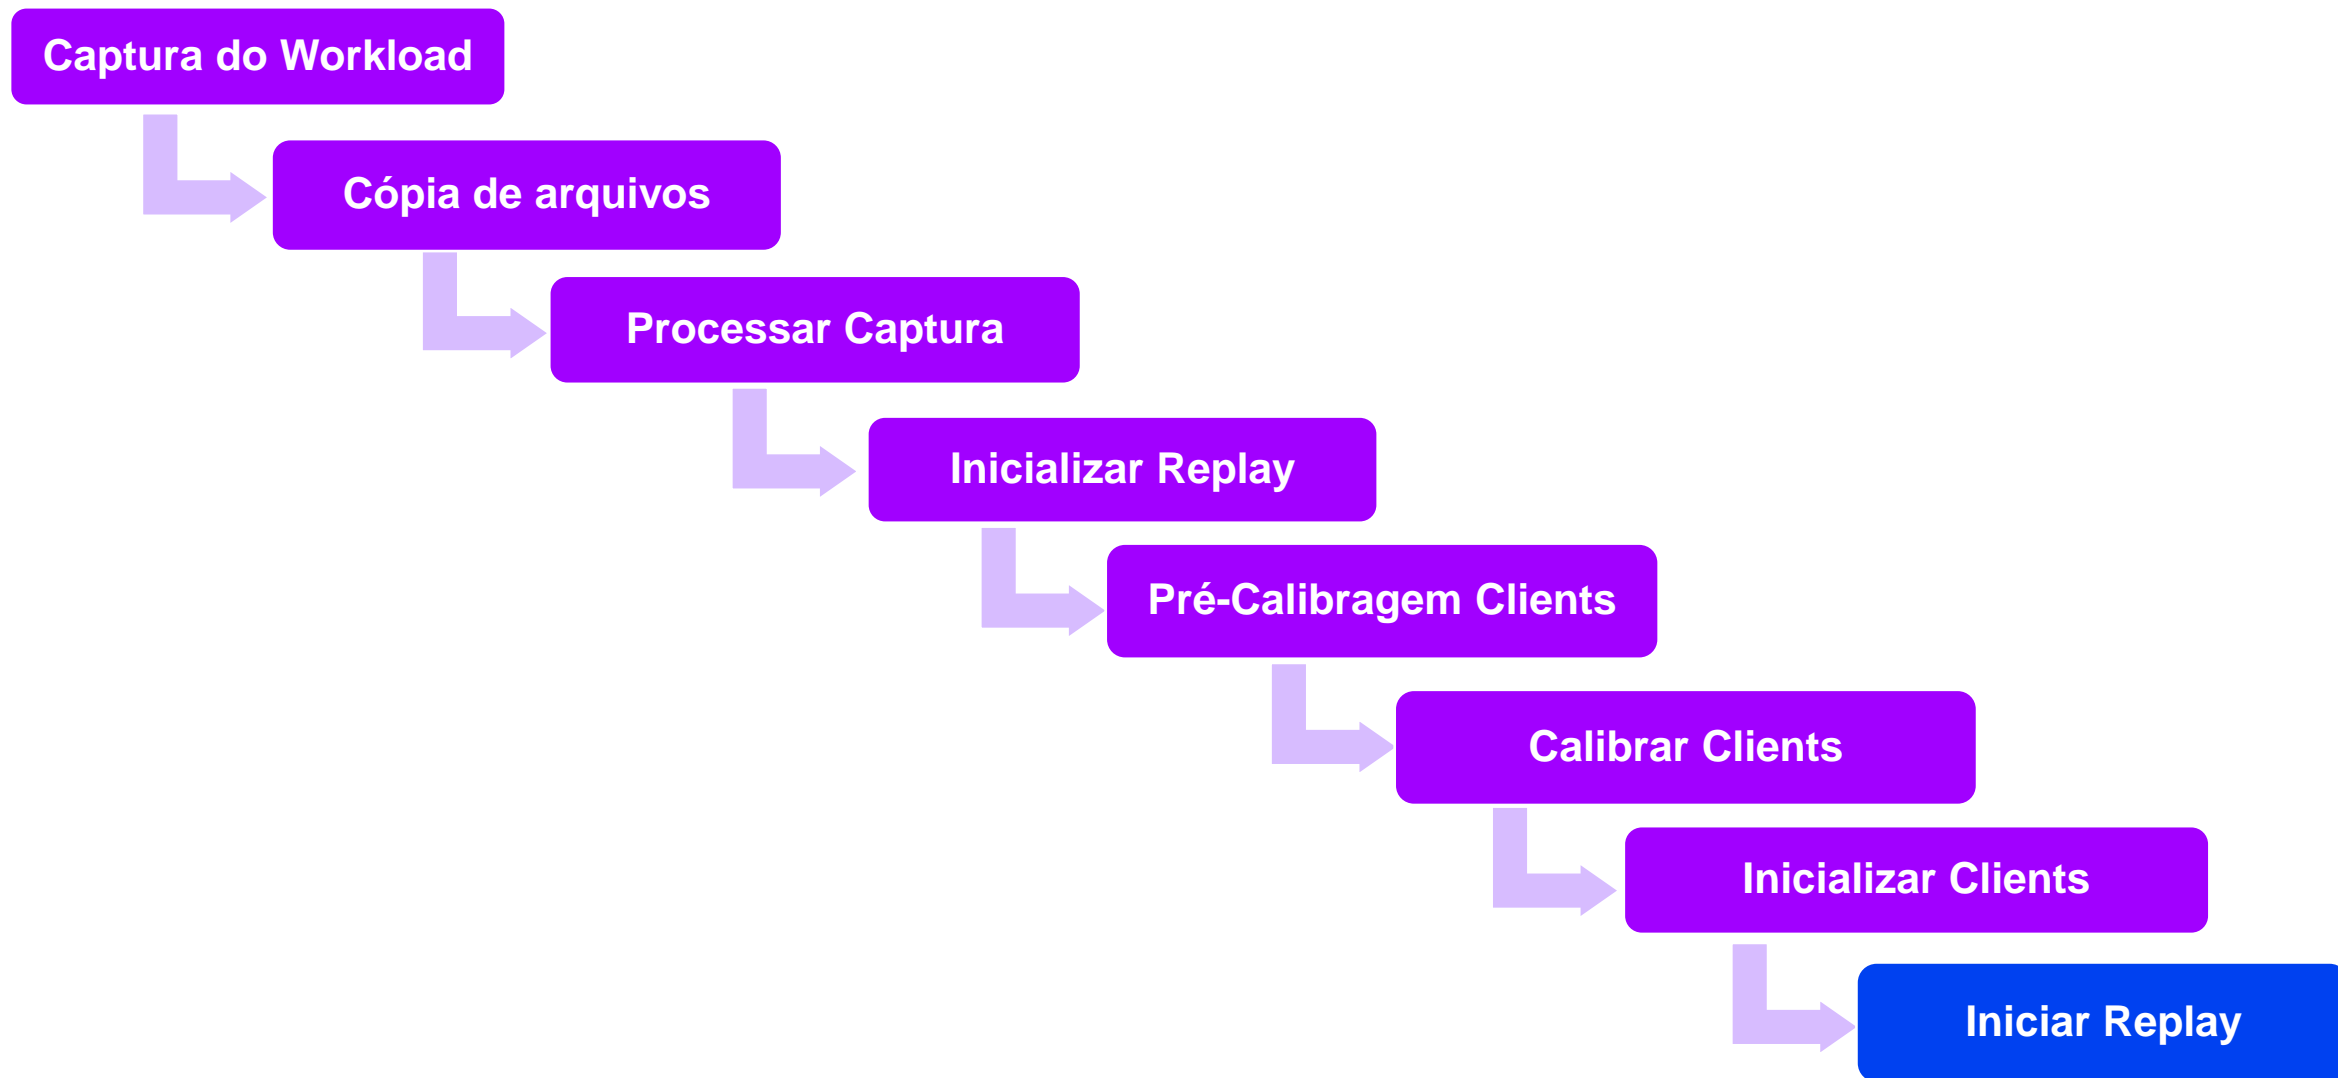 Captura do Workload
Cópia de arquivos
Processar Captura
Inicializar Replay
Pré-Calibragem Clients
Calibrar Clients
Inicializar Clients
Iniciar Replay